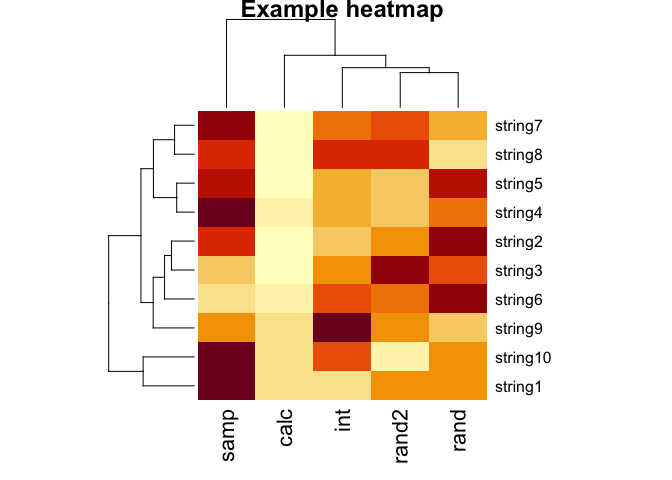 Example heatmap
string7
string8
string5
string4
string2
string3
string6
string9
string10
string1
samp
calc
int
rand2
rand